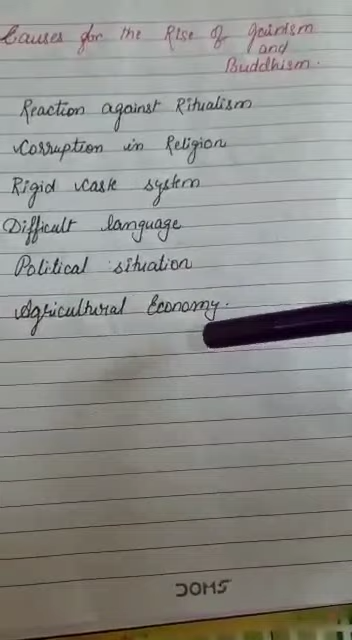 Causes for the Rise of Jainism
and
Buddhism.
Reaction against Ritualism
Corruption in Religion
Rigid caste system
Difficult language
Political situation
Agricultural Economy.
DOMS